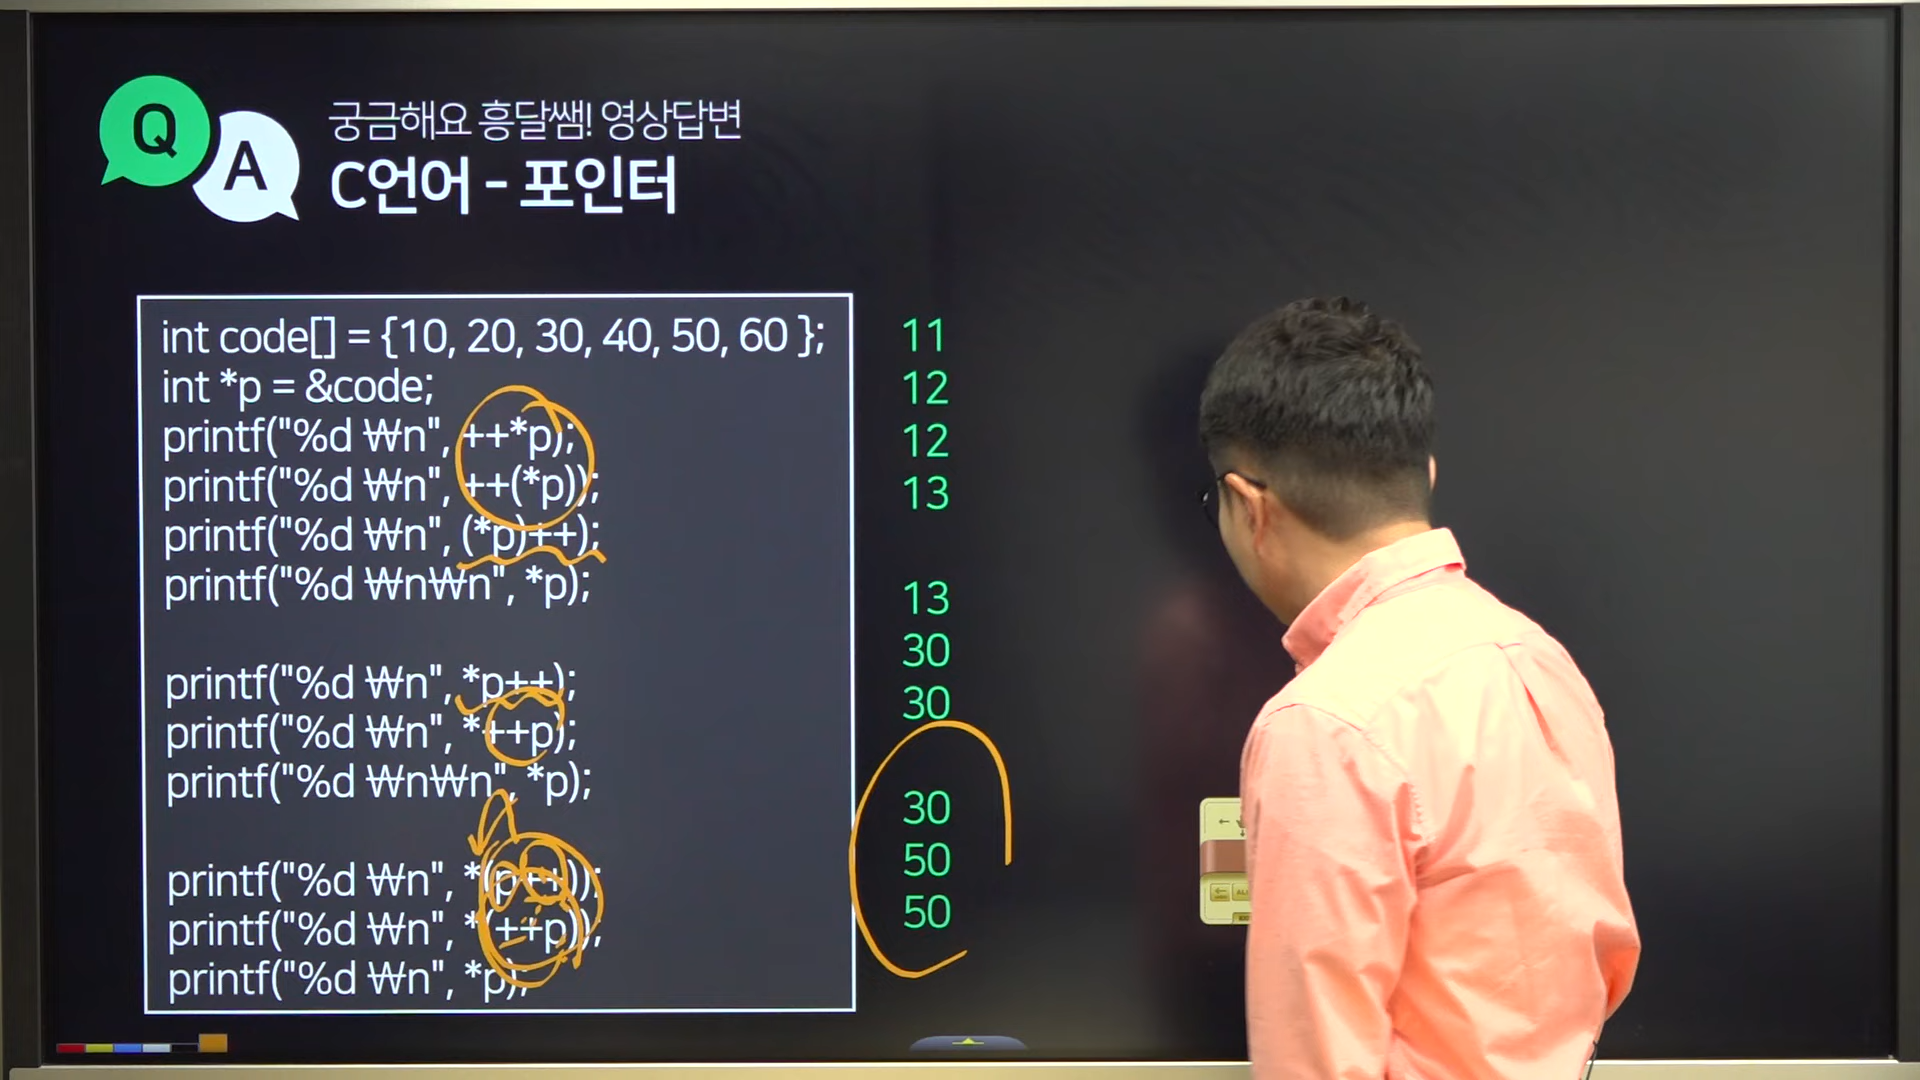 Q
A
궁금해요 흥달쌤! 영상답변
C언어 - 포인터
int code[] = {10, 20, 30, 40, 50, 60 };
int *p = &code;
printf("%d ₩n", ++*p);
printf("%d ₩n", ++(*p));
printf("%d ₩n", (*p)++);
printf("%d ₩n₩n", *p);
printf("%d ₩n", *p++);
printf("%d ₩n", *++p);
printf("%d ₩n₩n", *p);
printf("%d ₩n", *(p++));
printf("%d ₩n", *(++p));
printf("%d ₩n", *p);
11
12
12
13
13
30
30
30
50
50